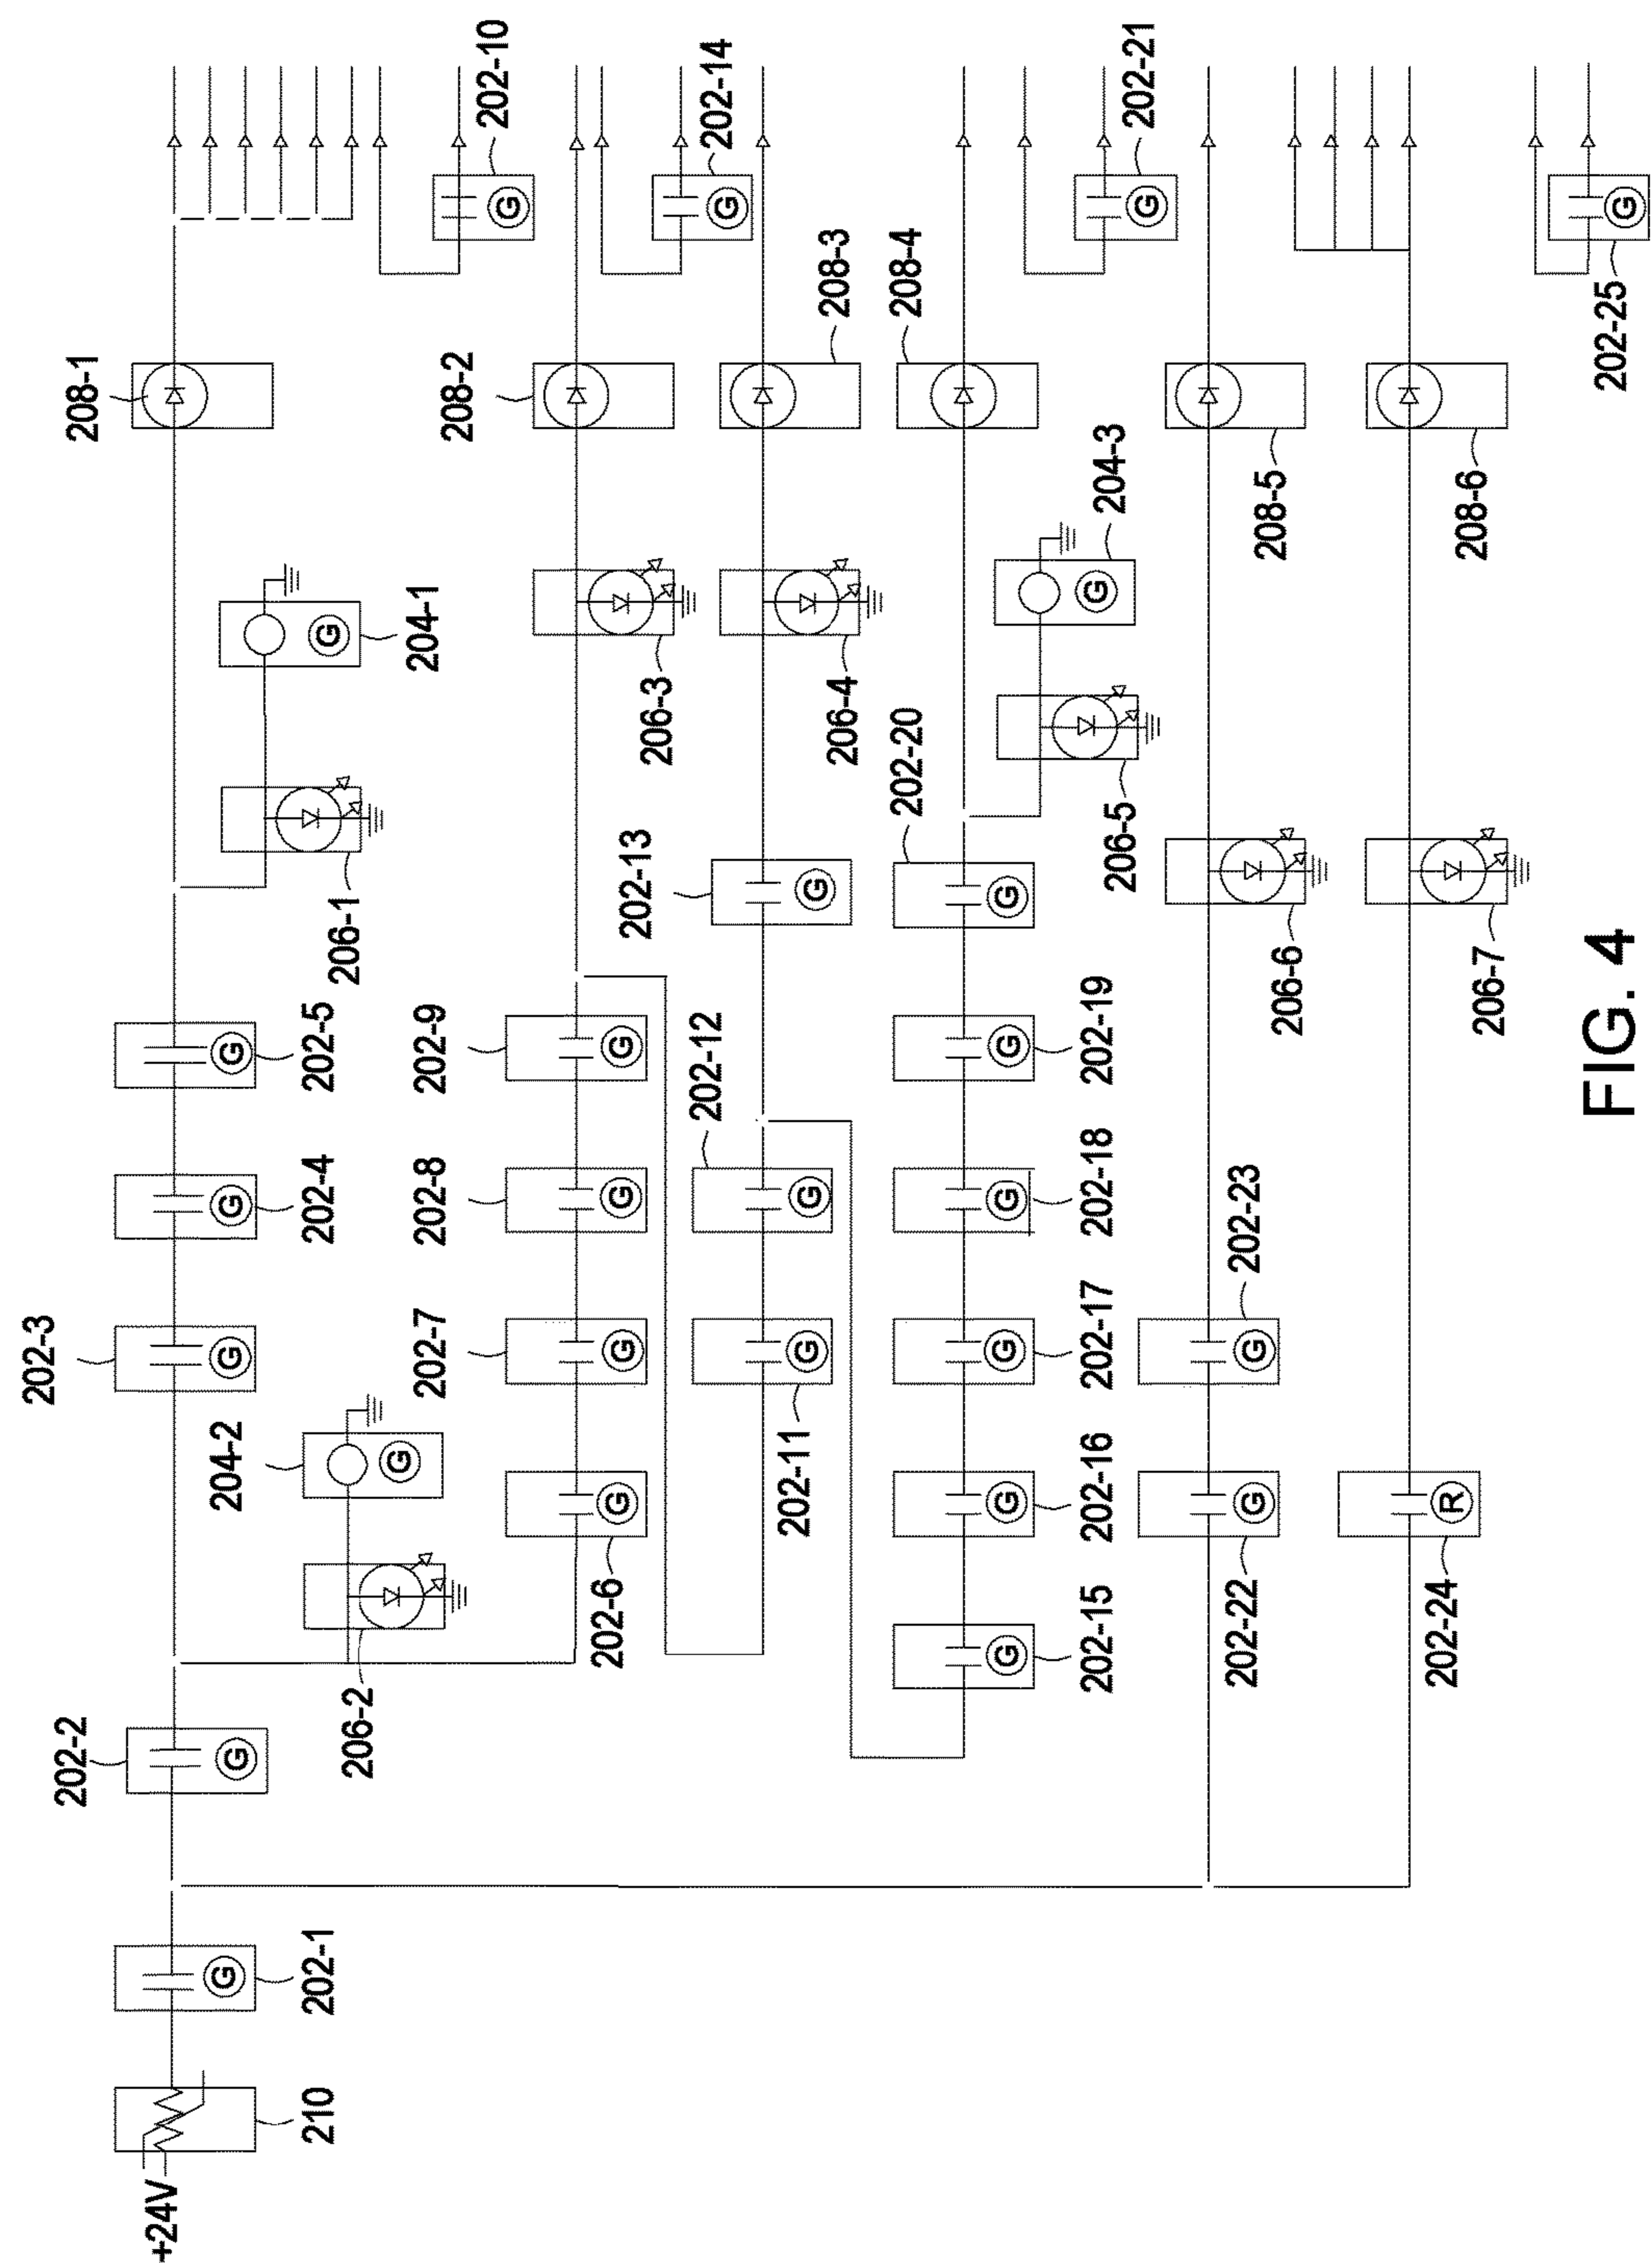 +24V
210
202-1
G
202-2
G
206-2
204-2
G
202-3
G
202-4
G
202-5
G
206-1
204-1
G
208-1
202-10
G
202-6
G
202-7
G
202-8
G
202-9
G
206-3
208-2
202-14
G
202-11
G
202-12
G
202-13
G
206-4
208-3
202-15
G
202-16
G
202-17
G
202-18
G
202-19
G
202-20
G
206-5
204-3
G
208-4
202-21
G
202-22
G
202-23
G
206-6
208-5
202-24
R
206-7
208-6
202-25
G
FIG. 4